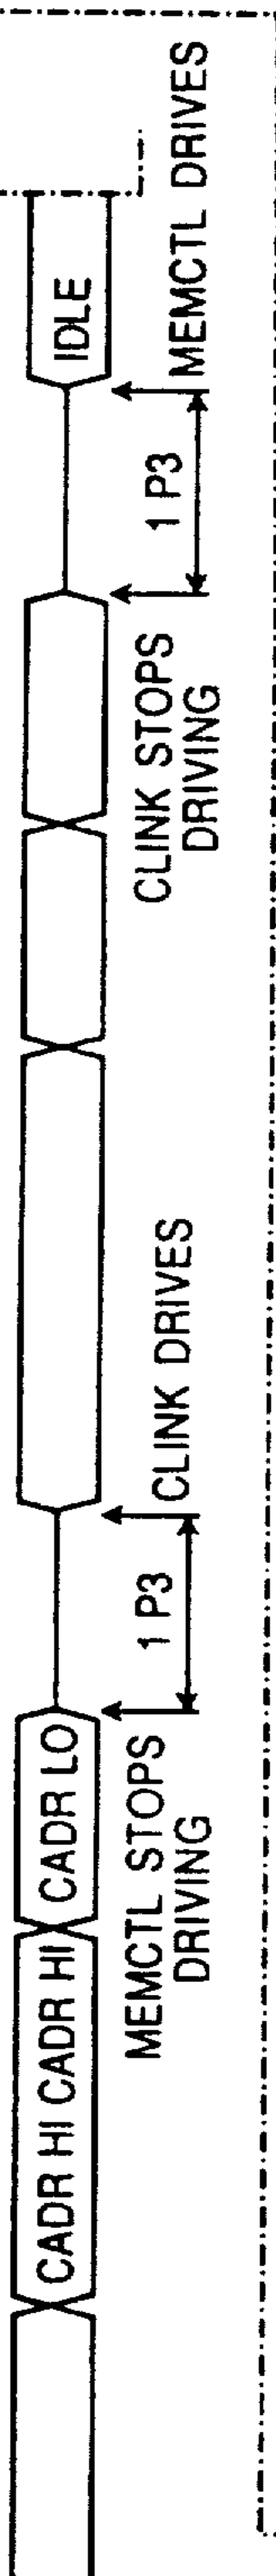 CADR HI CADR HI
CADR LO
IDLE
MEMCTL STOPS
DRIVING
1 P3
CLINK DRIVES
CLINK STOPS
DRIVING
1 P3
MEMCTL DRIVES